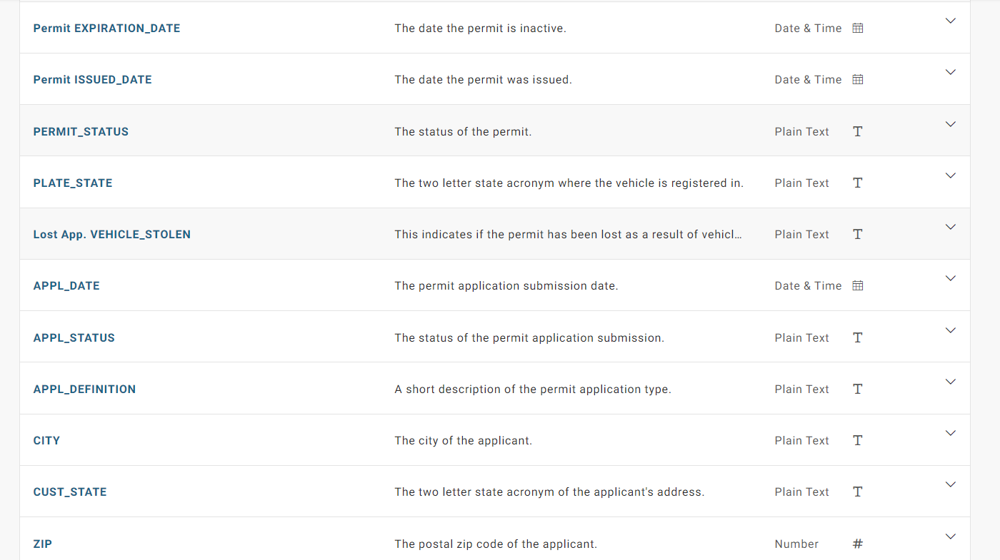 Permit EXPIRATION_DATE The date the permit is inactive. Date & Time
Permit ISSUED_DATE The date the permit was issued. Date & Time
PERMIT_STATUS The status of the permit. Plain Text
PLATE_STATE The two letter state acronym where the vehicle is registered in. Plain Text
Lost App. VEHICLE_STOLEN This indicates if the permit has been lost as a result of vehicl... Plain Text
APPL_DATE The permit application submission date. Date & Time
APPL_STATUS The status of the permit application submission. Plain Text
APPL_DEFINITION A short description of the permit application type. Plain Text
CITY The city of the applicant. Plain Text
CUST_STATE The two letter state acronym of the applicant's address. Plain Text
ZIP The postal zip code of the applicant. Number #